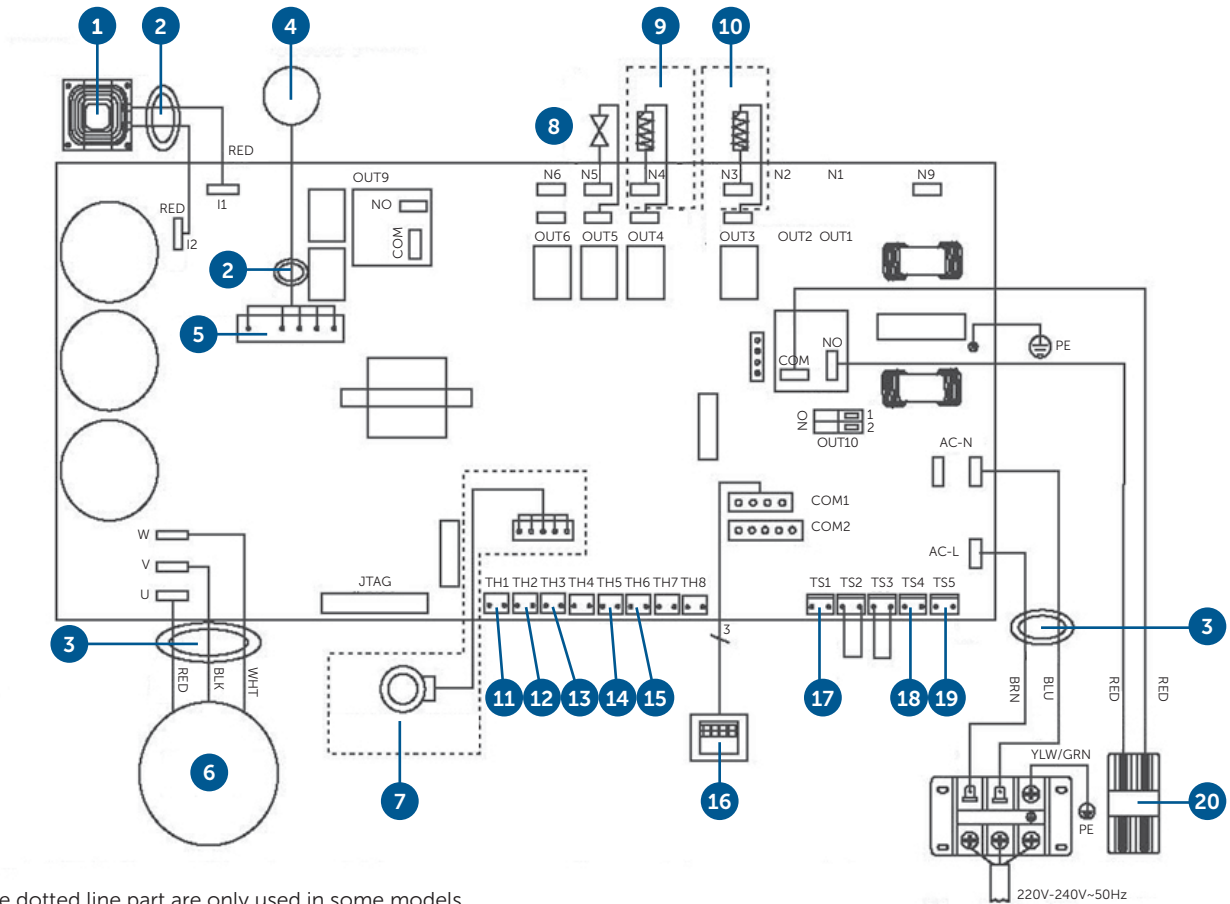 1
2
4
9
10
8
RED
OUT9
N6
N5
N4
N3
N2
N1
N9
RED
I1
I2
NO
COM
OUT6
OUT5
OUT4
OUT3
OUT2
OUT1
2
5
COM
NO
PE
NO
1
2
OUT10
AC-N
COM1
COM2
W
V
U
AC-L
JTAG
TH1
TH2
TH3
TH4
TH5
TH6
TH7
TH8
TS1
TS2
TS3
TS4
TS5
3
3
3
RED
BLK
WHT
11
12
13
14
15
17
18
19
BRN
BLU
RED
RED
6
7
16
YLW/GRN
PE
20
220V-240V~50Hz
e dotted line part are only used in some models